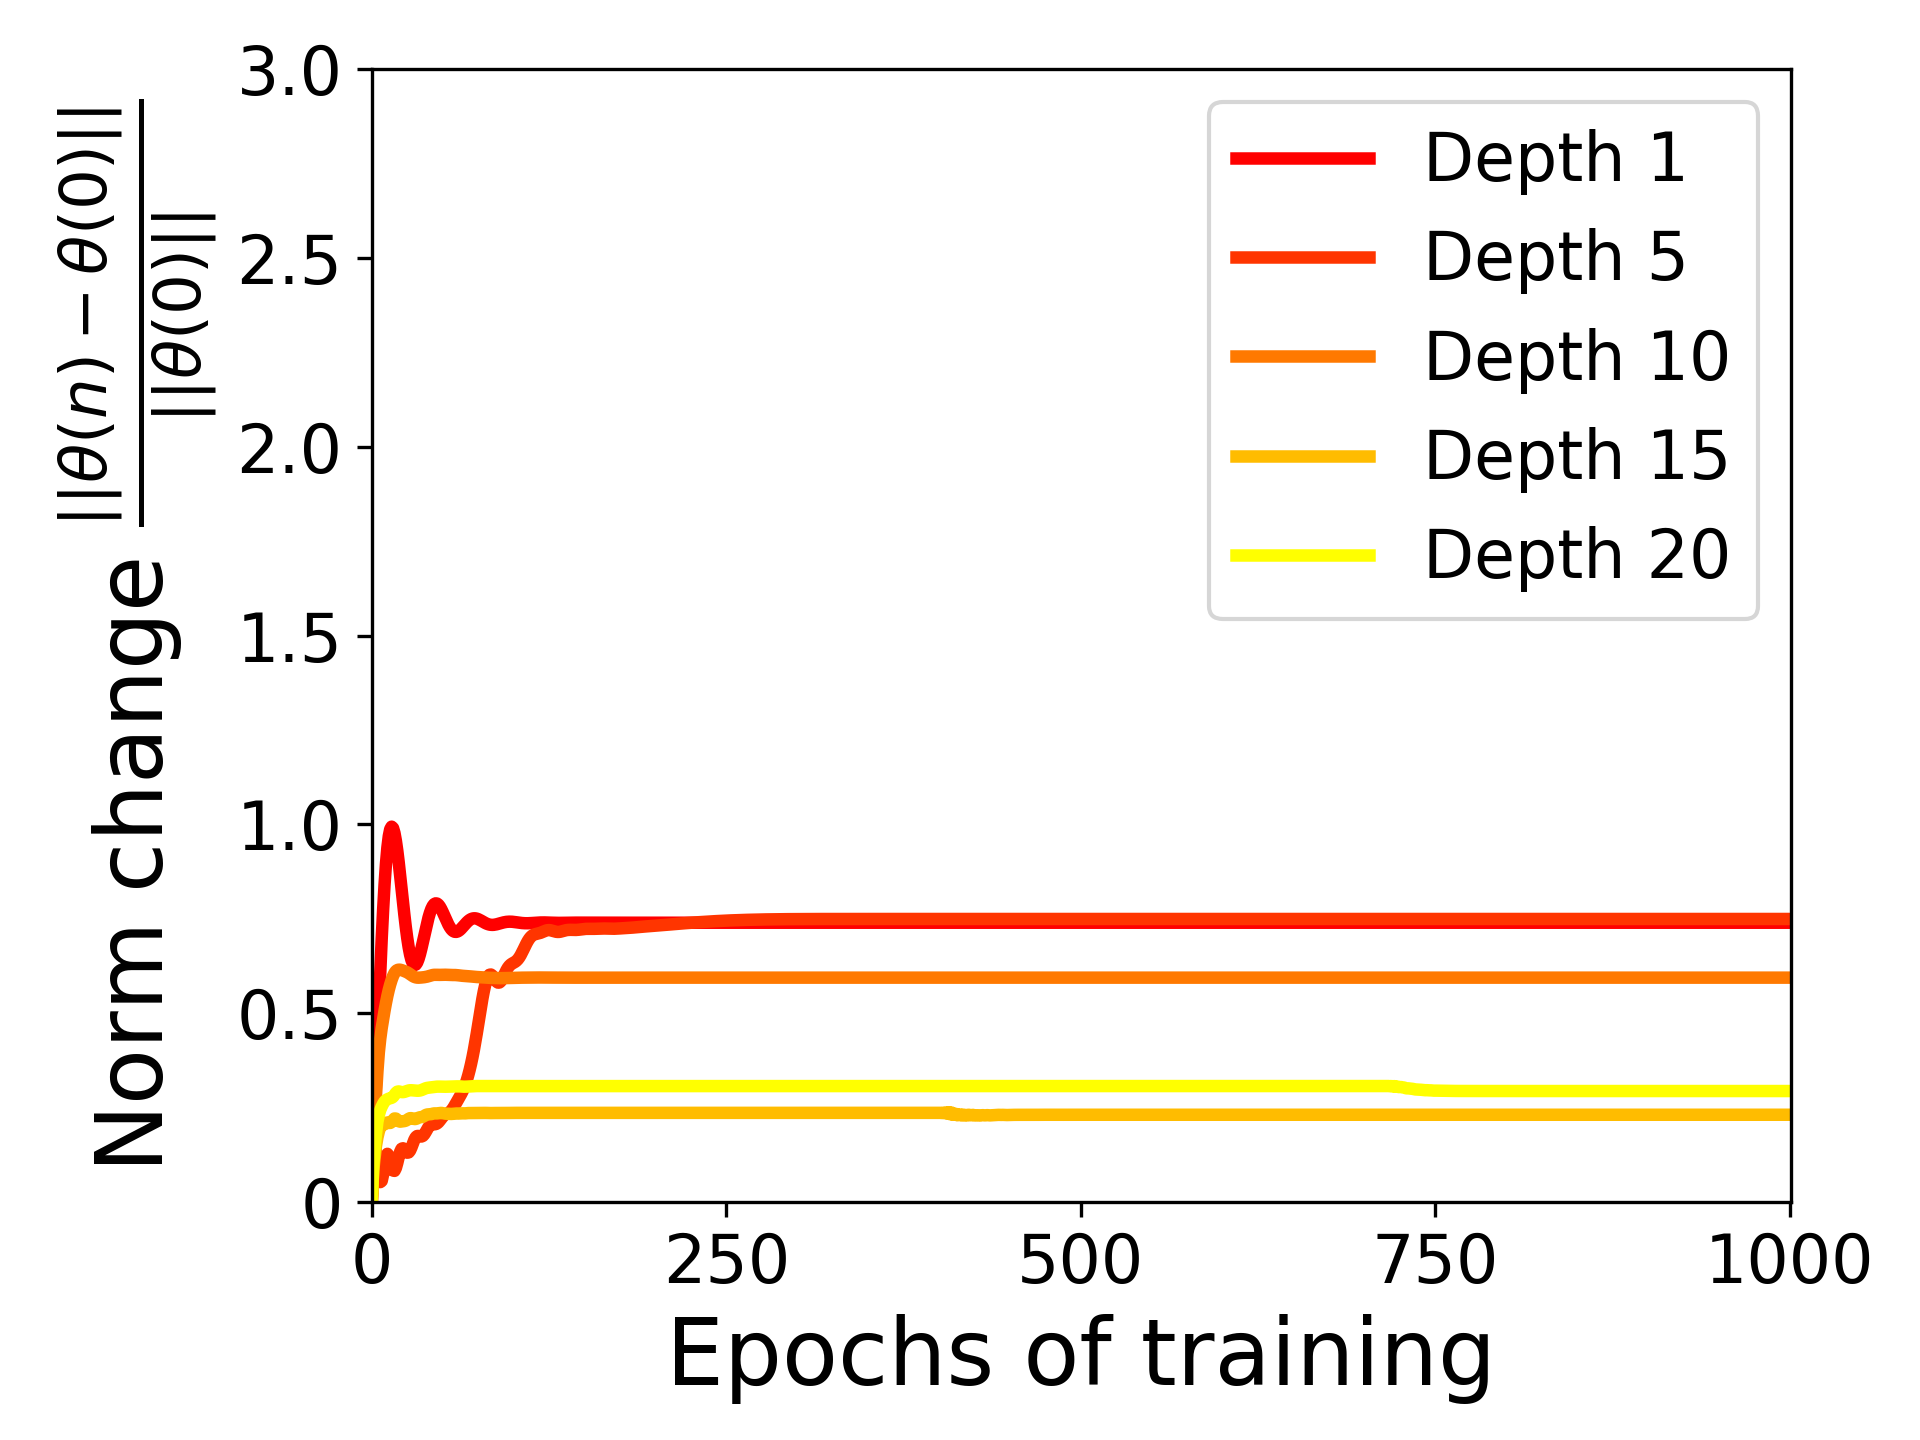 Norm change ||θ(n) − θ(0)||
||θ(0)||
3.0
2.5
2.0
1.5
1.0
0.5
0
0 250 500 750 1000
Epochs of training
Depth 1
Depth 5
Depth 10
Depth 15
Depth 20